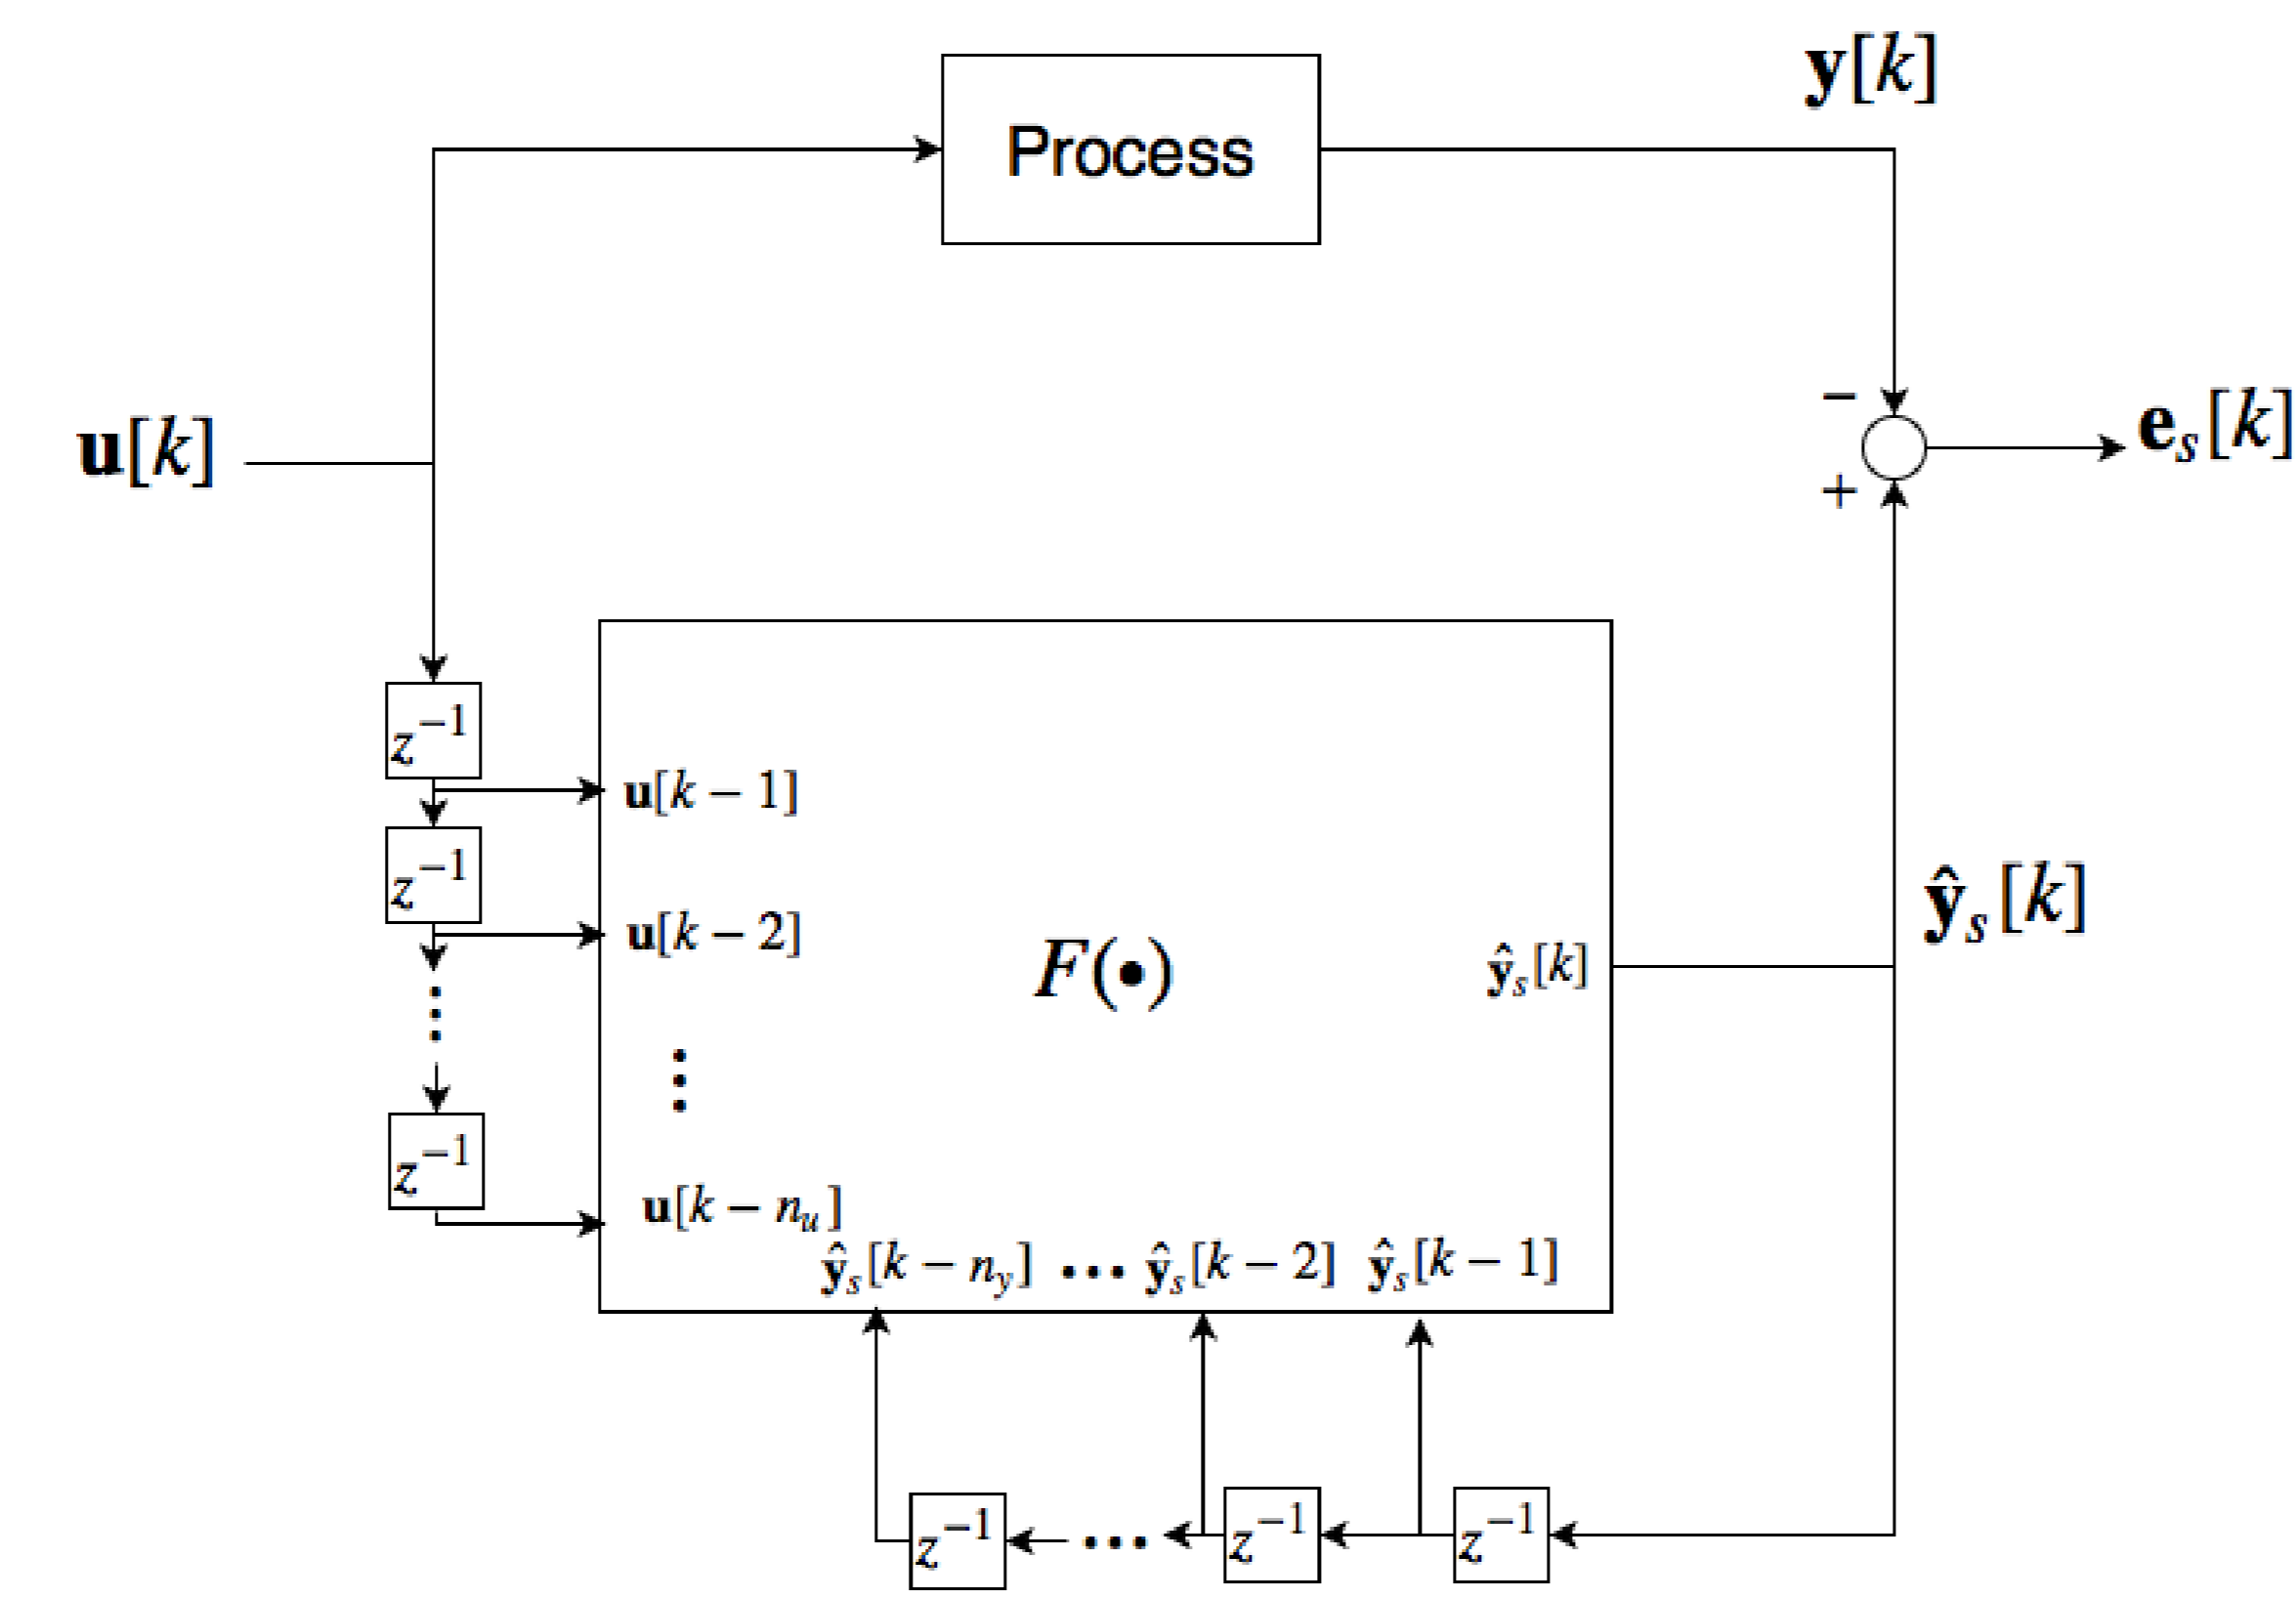 y[k]
Process
−
u[k]
e_s[k]
+
z^{−1}
u[k − 1]
z^{−1}
ŷ_s[k]
u[k − 2]
F(•)
ŷ_s[k]
⋮
⋮
z^{−1}
u[k − n_u]
ŷ_s[k − n_y] ••• ŷ_s[k − 2] ŷ_s[k − 1]
z^{−1} ••• z^{−1} z^{−1}